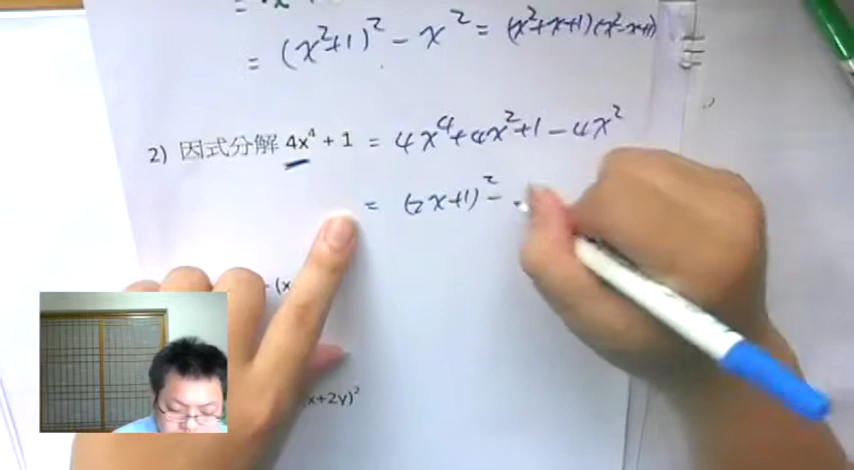 = (x²+1)² - x² = (x²+x+1)(x²-x+1)
2) 因式分解 4x⁴ + 1 = 4x⁴+4x²+1-4x²
= (2x+1)² -
-(x
x+2y)²